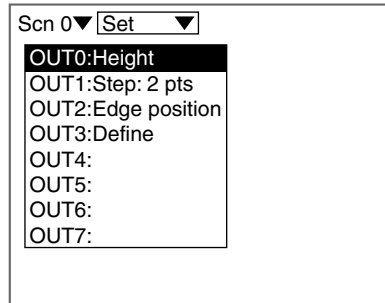 Scn 0▼ Set ▼
OUT0:Height
OUT1:Step: 2 pts
OUT2:Edge position
OUT3:Define
OUT4:
OUT5:
OUT6:
OUT7: